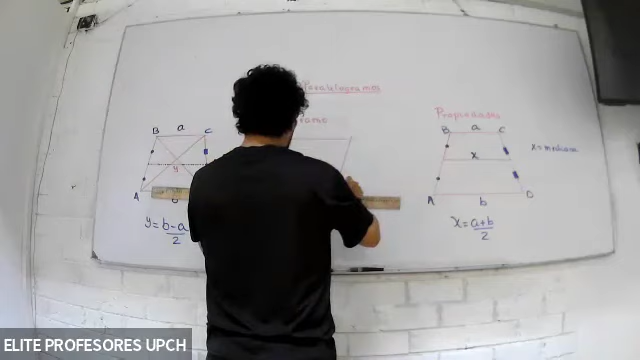 Paralelogramos
Propiedades
B a C
y
A
y = b-a
2
B a C
x
x = mediana
A b D
x = a+b
2
ELITE PROFESORES UPCH